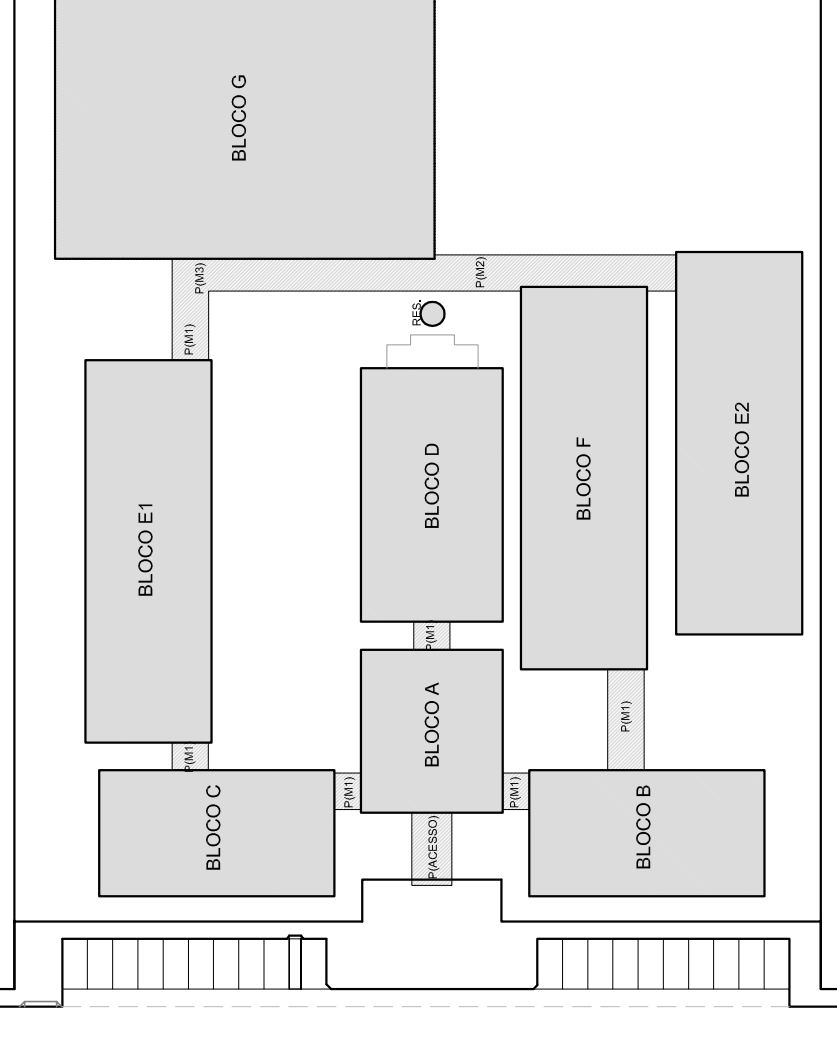 BLOCO G
P(M3)
P(M2)
P(M1)
RES.
BLOCO E1
BLOCO D
BLOCO F
BLOCO E2
P(M1)
BLOCO A
P(M1)
P(M1)
P(M1)
P(M1)
BLOCO C
BLOCO B
P(ACESSO)